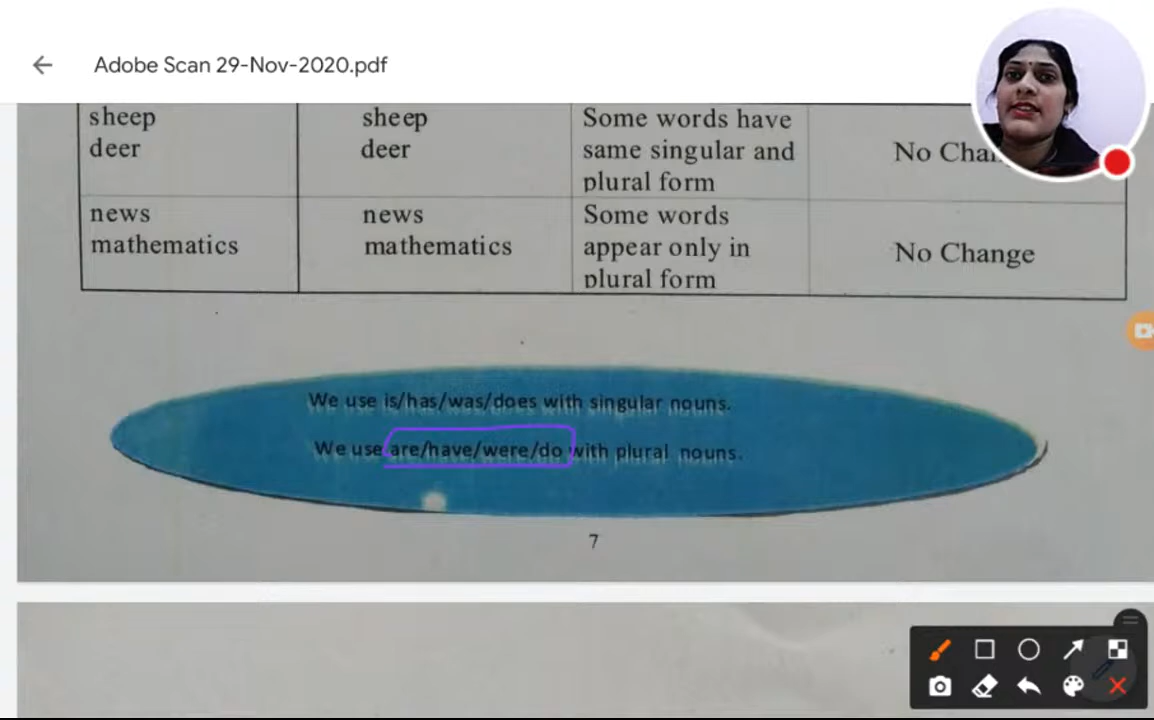 Adobe Scan 29-Nov-2020.pdf
sheep
deer
sheep
deer
Some words have
same singular and
plural form
No Cha
news
mathematics
news
mathematics
Some words
appear only in
plural form
No Change
We use is/has/was/does with singular nouns.
We use are/have/were/do with plural nouns.
7